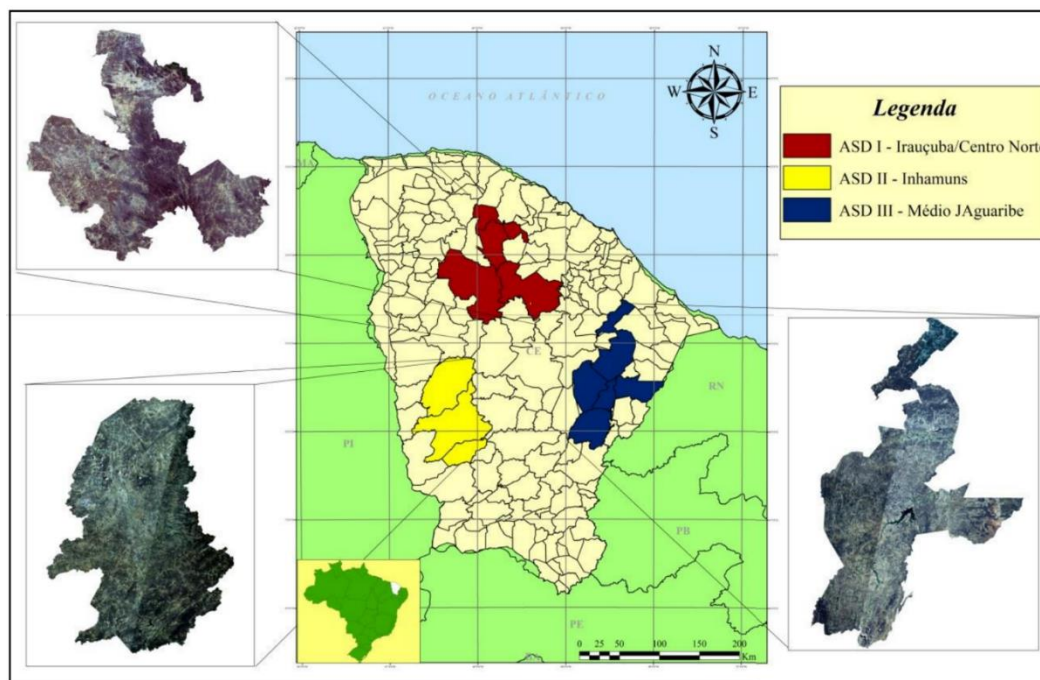 N
W
E
S
OCEANO ATLÂNTICO
Legenda
ASD I - Irauçuba/Centro Norte
ASD II - Inhamuns
ASD III - Médio JAguaribe
MA
CE
RN
PI
PB
PE
0 25 50 100 150 200
Km